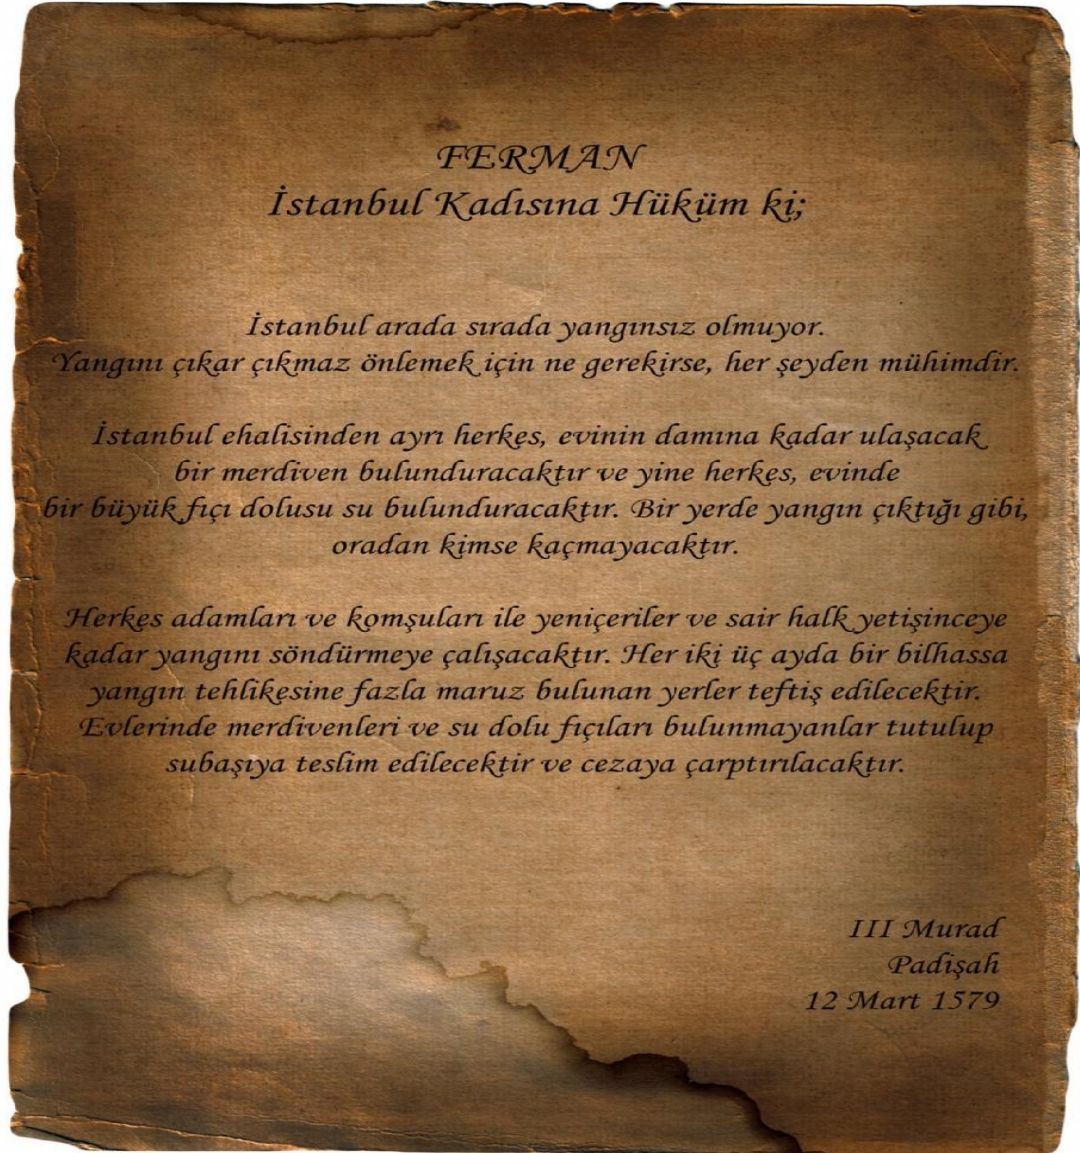 FERMAN
İstanbul Kadısına Hüküm ki;
İstanbul arada sırada yangınsız olmuyor.
Yangını çıkar çıkmaz önlemek için ne gerekirse, her şeyden mühimdir.
İstanbul ehalisinden ayrı herkes, evinin damına kadar ulaşacak
bir merdiven bulunduracaktır ve yine herkes, evinde
bir büyük fıçı dolusu su bulunduracaktır. Bir yerde yangın çıktığı gibi,
oradan kimse kaçmayacaktır.
Herkes adamları ve komşuları ile yeniçeriler ve sair halk yetişinceye
kadar yangını söndürmeye çalışacaktır. Her iki üç ayda bir bilhassa
yangın tehlikesine fazla maruz bulunan yerler teftiş edilecektir.
Evlerinde merdivenleri ve su dolu fıçıları bulunmayanlar tutulup
subaşıya teslim edilecektir ve cezaya çarptırılacaktır.
III Murad
Padişah
12 Mart 1579